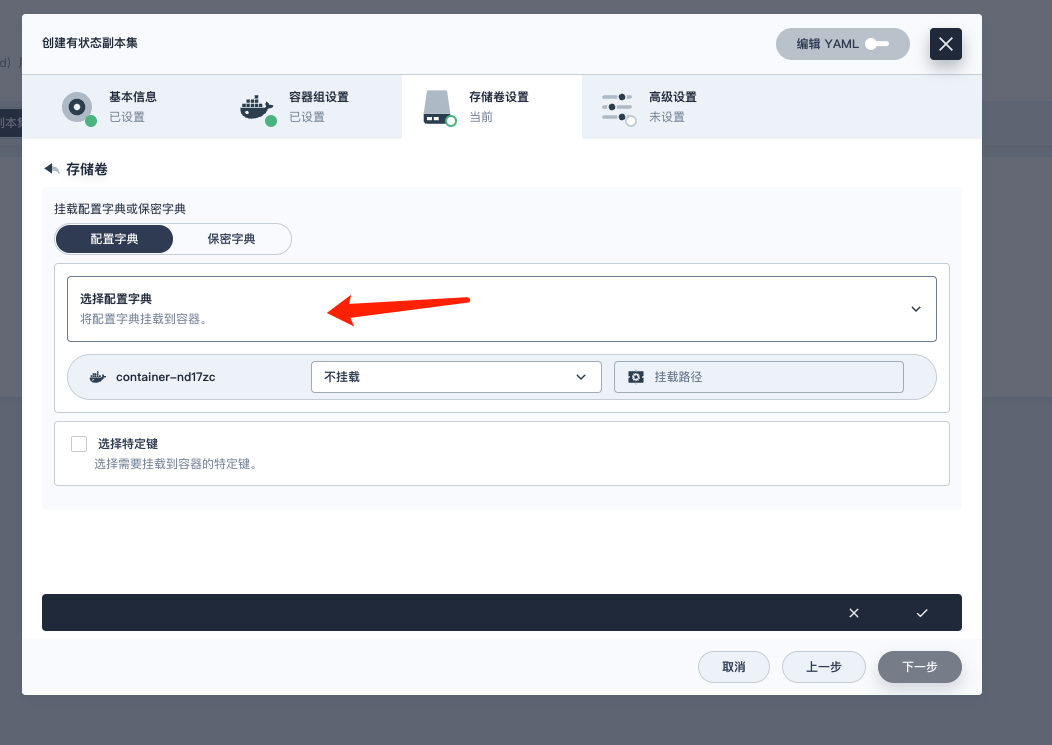 创建有状态副本集
编辑 YAML
基本信息
已设置
容器组设置
已设置
存储卷设置
当前
高级设置
未设置
存储卷
挂载配置字典或保密字典
配置字典
保密字典
选择配置字典
将配置字典挂载到容器。
container-nd17zc
不挂载
挂载路径
选择特定键
选择需要挂载到容器的特定键。
取消
上一步
下一步